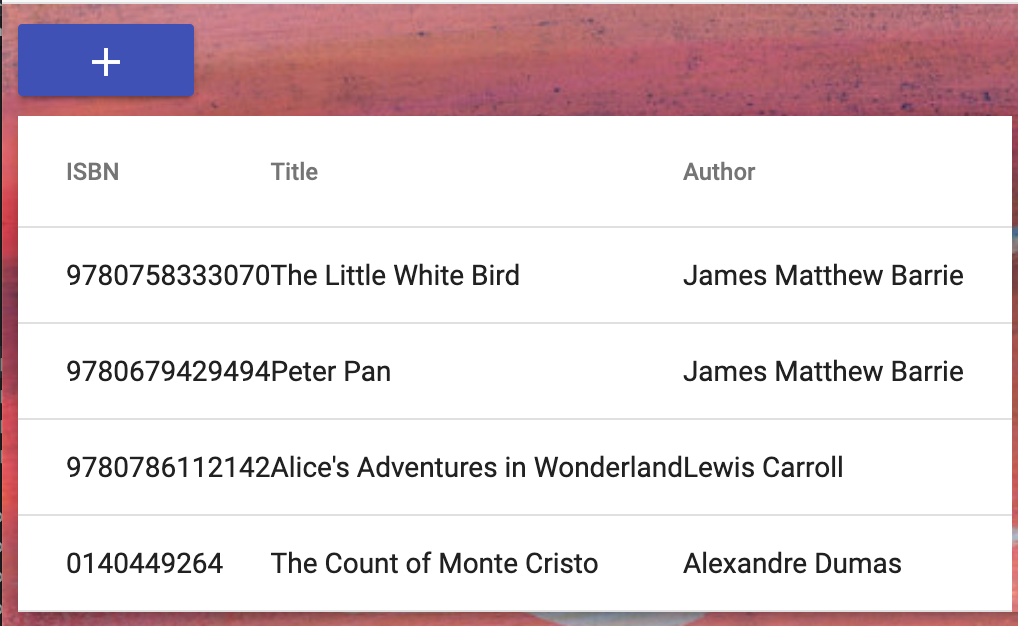 +
ISBN Title Author
9780758333070The Little White Bird James Matthew Barrie
9780679429494Peter Pan James Matthew Barrie
9780786112142Alice's Adventures in WonderlandLewis Carroll
0140449264 The Count of Monte Cristo Alexandre Dumas